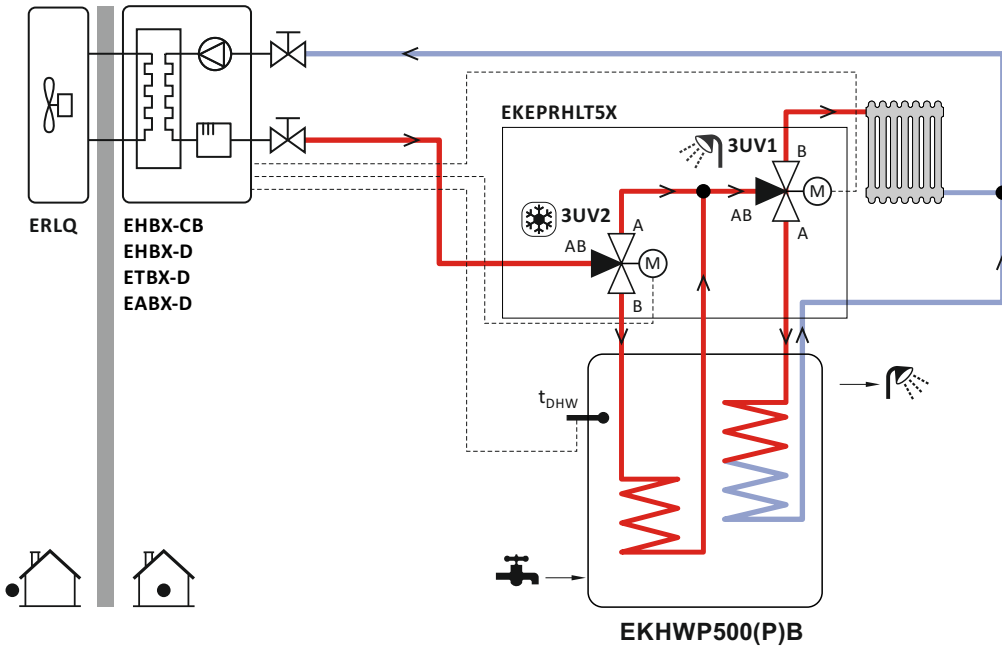 ERLQ
EHBX-CB
EHBX-D
ETBX-D
EABX-D
EKEPRHLT5X
3UV1
B
M
AB
A
3UV2
A
AB
M
B
tDHW
EKHWP500(P)B